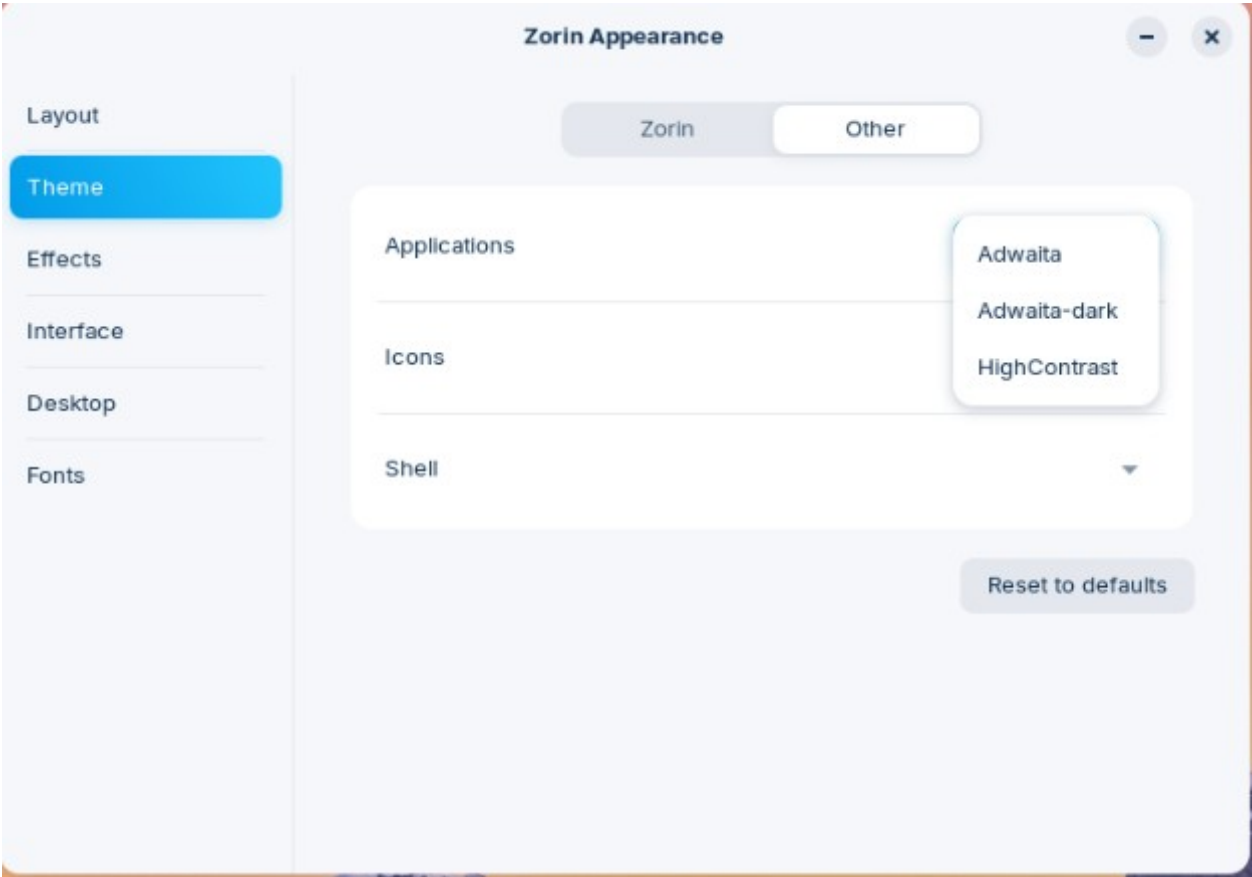 Zorin Appearance
Layout
Theme
Effects
Interface
Desktop
Fonts
Zorin
Other
Applications
Adwaita
Adwaita-dark
HighContrast
Icons
Shell
Reset to defaults